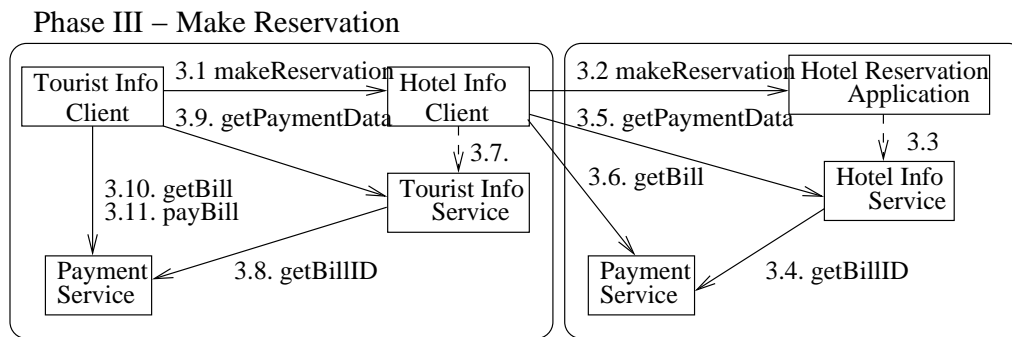 Phase III – Make Reservation
Tourist Info
Client
3.1 makeReservation
Hotel Info
Client
3.9. getPaymentData
3.7.
3.10. getBill
3.11. payBill
Tourist Info
Service
Payment
Service
3.8. getBillID
3.2 makeReservation
Hotel Reservation
Application
3.5. getPaymentData
3.3
3.6. getBill
Hotel Info
Service
Payment
Service
3.4. getBillID